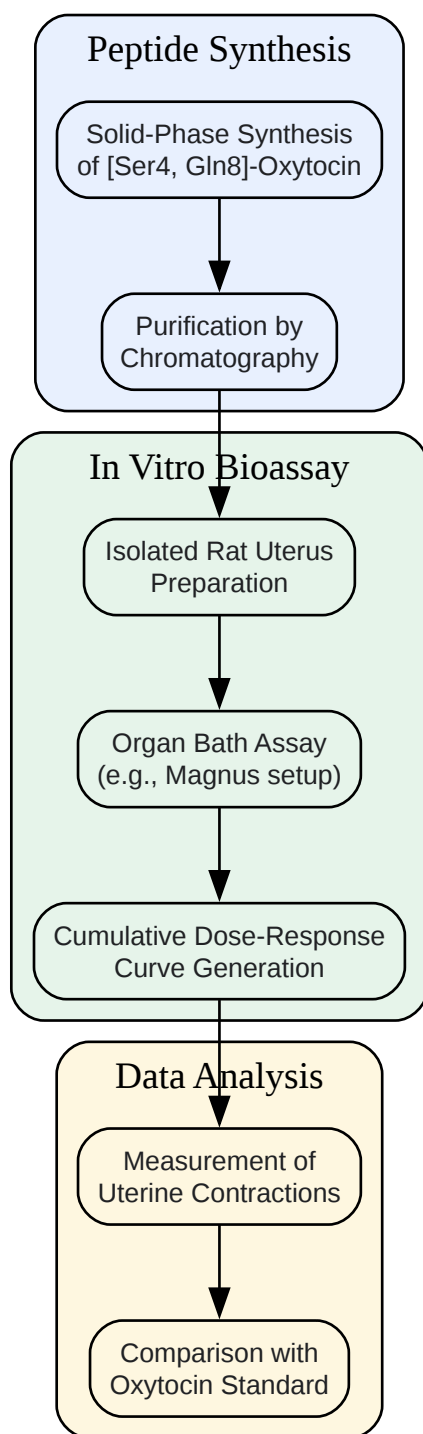 Peptide Synthesis
Solid-Phase Synthesis
of [Ser4, Gln8]-Oxytocin
Purification by
Chromatography
In Vitro Bioassay
Isolated Rat Uterus
Preparation
Organ Bath Assay
(e.g., Magnus setup)
Cumulative Dose-Response
Curve Generation
Data Analysis
Measurement of
Uterine Contractions
Comparison with
Oxytocin Standard